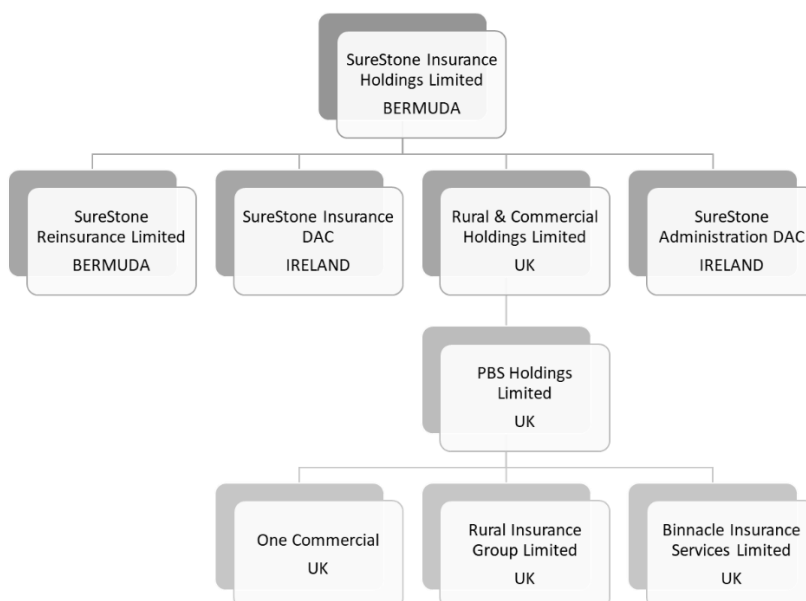 SureStone Insurance
Holdings Limited
BERMUDA
SureStone
Reinsurance Limited
BERMUDA
SureStone Insurance
DAC
IRELAND
Rural & Commercial
Holdings Limited
UK
SureStone
Administration DAC
IRELAND
PBS Holdings
Limited
UK
One Commercial
UK
Rural Insurance
Group Limited
UK
Binnacle Insurance
Services Limited
UK